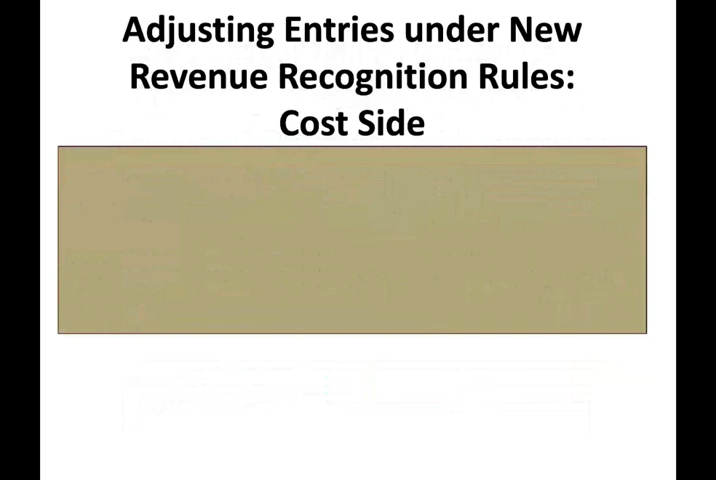 Adjusting Entries under New
Revenue Recognition Rules:
Cost Side